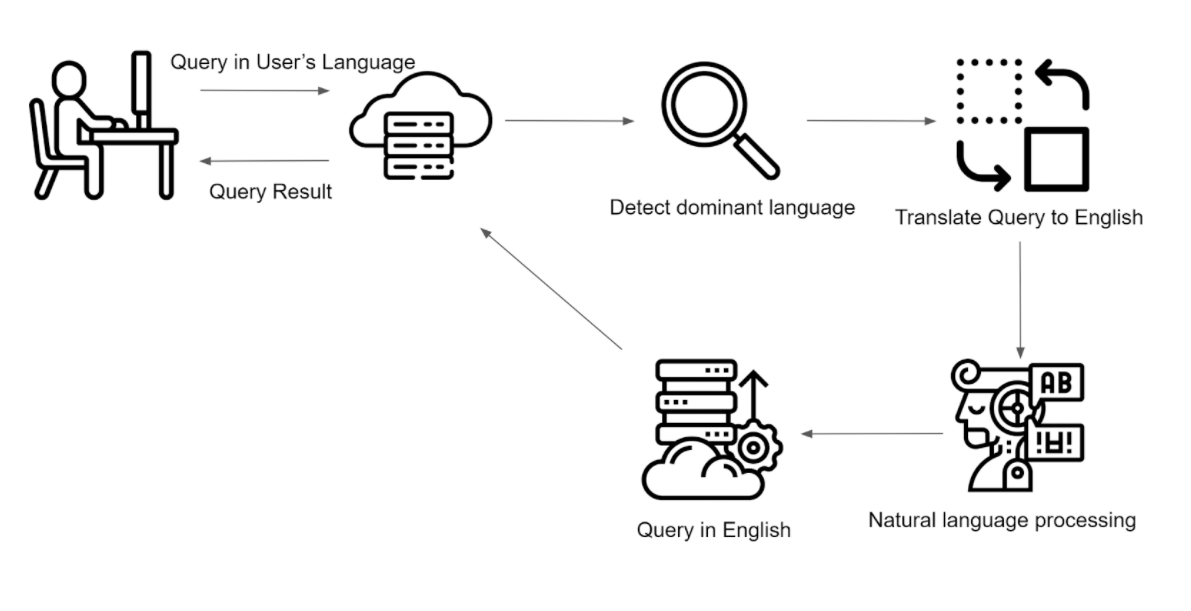 Query in User’s Language
Query Result
Detect dominant language
Translate Query to English
AB
Natural language processing
Query in English